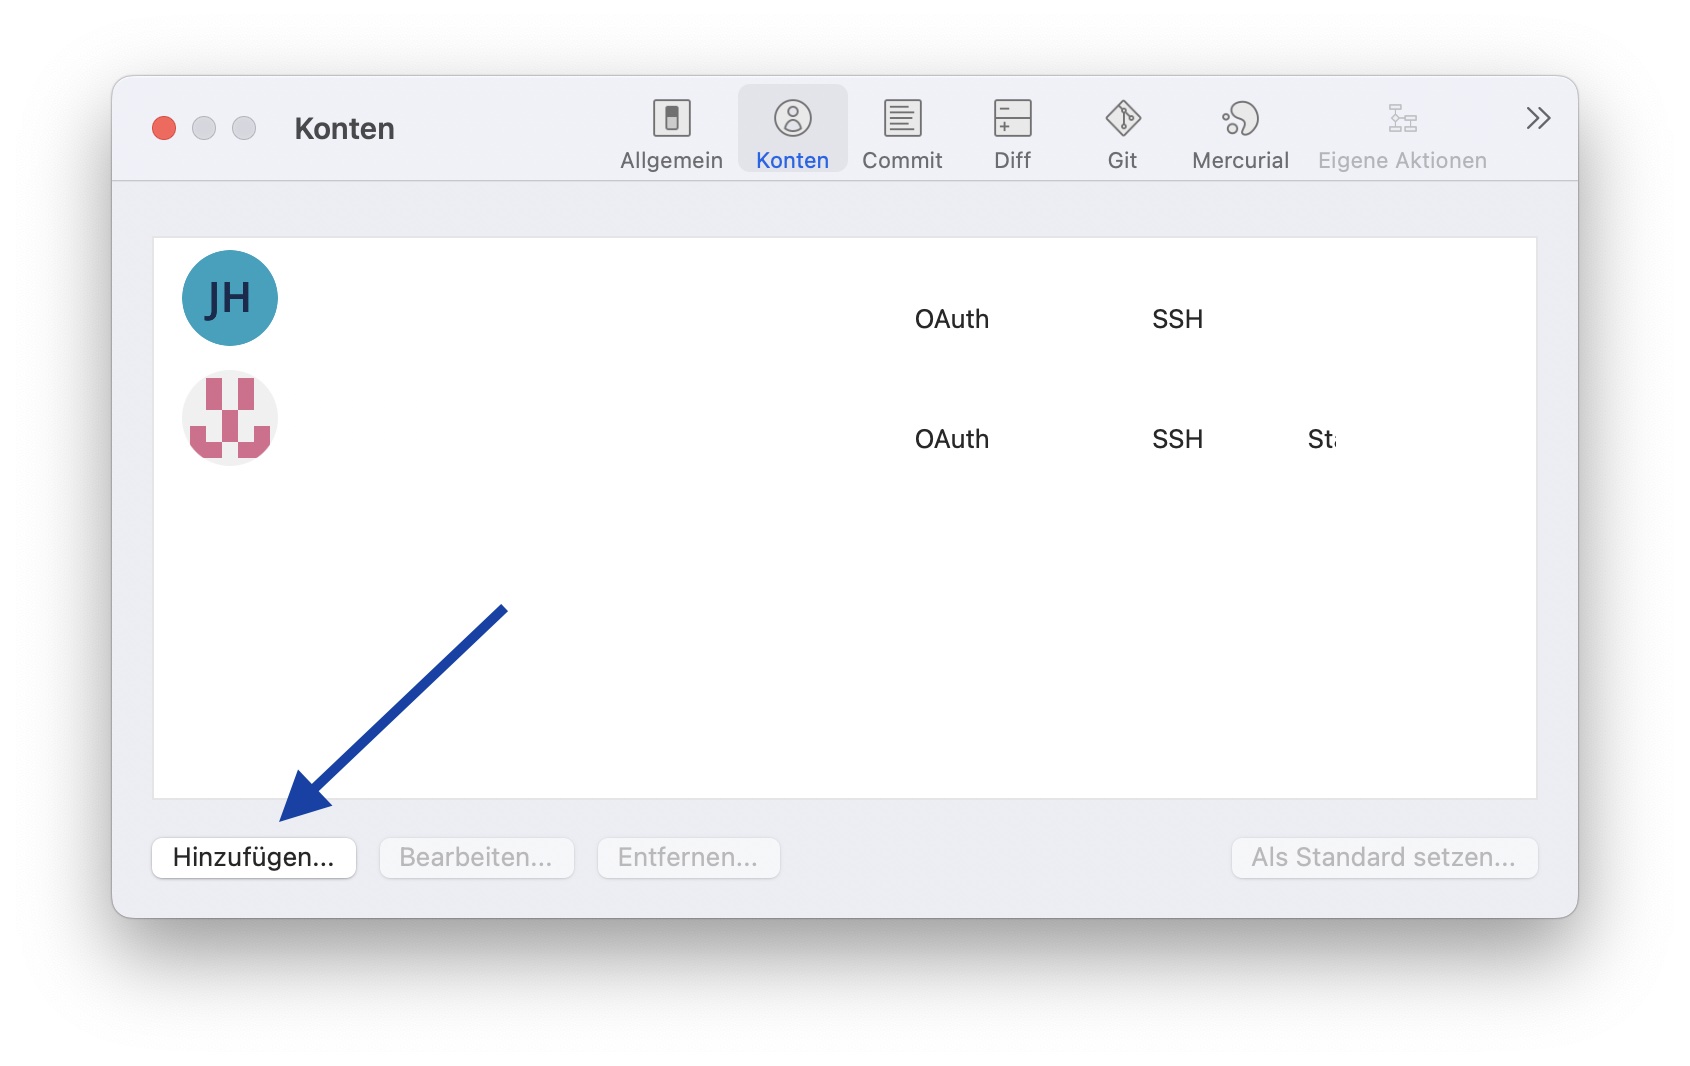 Konten
Allgemein
Konten
Commit
Diff
Git
Mercurial
Eigene Aktionen
JH
OAuth SSH
OAuth SSH
Hinzufügen...
Bearbeiten...
Entfernen...
Als Standard setzen...